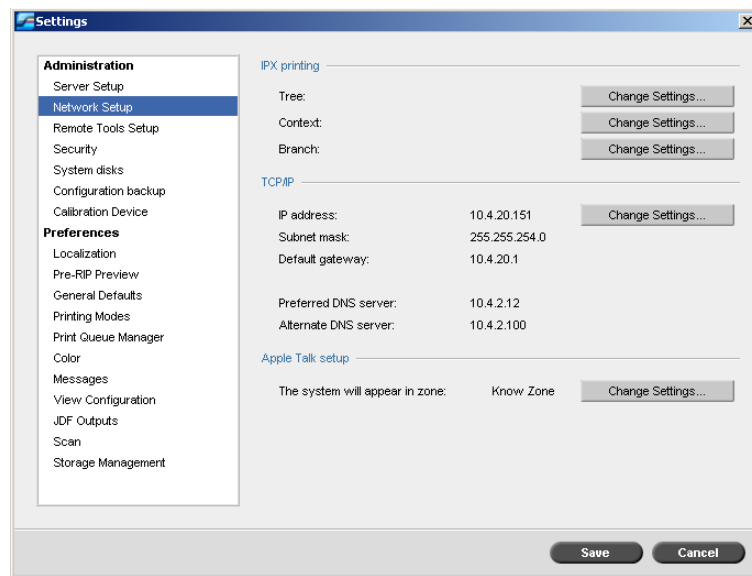 Settings
Administration
Server Setup
Network Setup
Remote Tools Setup
Security
System disks
Configuration backup
Calibration Device
Preferences
Localization
Pre-RIP Preview
General Defaults
Printing Modes
Print Queue Manager
Color
Messages
View Configuration
JDF Outputs
Scan
Storage Management
IPX printing
Tree: Change Settings...
Context: Change Settings...
Branch: Change Settings...
TCP/IP
IP address: 10.4.20.151 Change Settings...
Subnet mask: 255.255.254.0
Default gateway: 10.4.20.1
Preferred DNS server: 10.4.2.12
Alternate DNS server: 10.4.2.100
Apple Talk setup
The system will appear in zone: Know Zone Change Settings...
Save Cancel